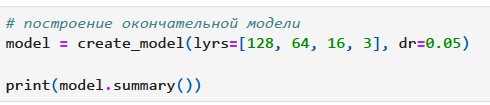 # построение окончательной модели
model = create_model(lyrs=[128, 64, 16, 3], dr=0.05)
print(model.summary())